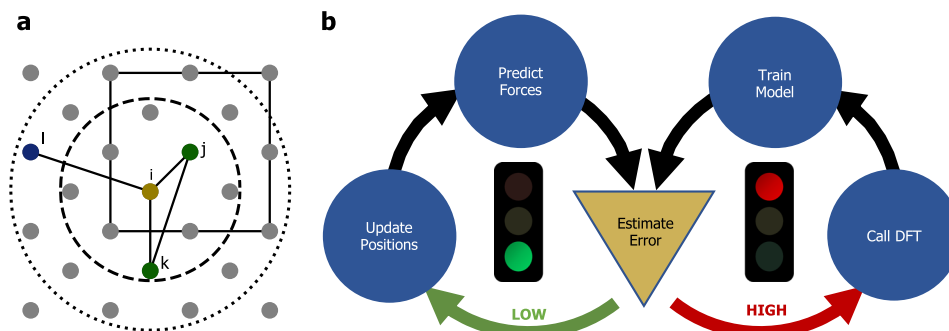 a
b
l
j
i
k
Predict
Forces
Train
Model
Update
Positions
Estimate
Error
Call DFT
LOW
HIGH